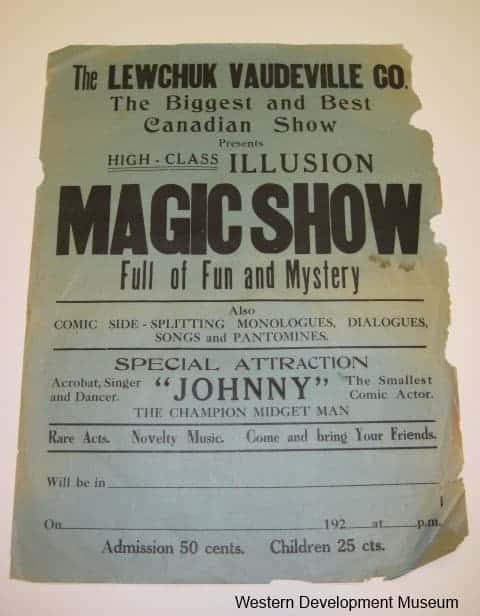 The LEWCHUK VAUDEVILLE CO.
The Biggest and Best
Canadian Show
Presents
HIGH-CLASS ILLUSION
MAGIC SHOW
Full of Fun and Mystery
Also
COMIC SIDE-SPLITTING MONOLOGUES, DIALOGUES,
SONGS and PANTOMINES.
SPECIAL ATTRACTION
Acrobat, Singer and Dancer. "JOHNNY" The Smallest Comic Actor.
THE CHAMPION MIDGET MAN
Rare Acts. Novelty Music. Come and bring Your Friends.
Will be in
On 192 at p.m.
Admission 50 cents. Children 25 cts.
Western Development Museum